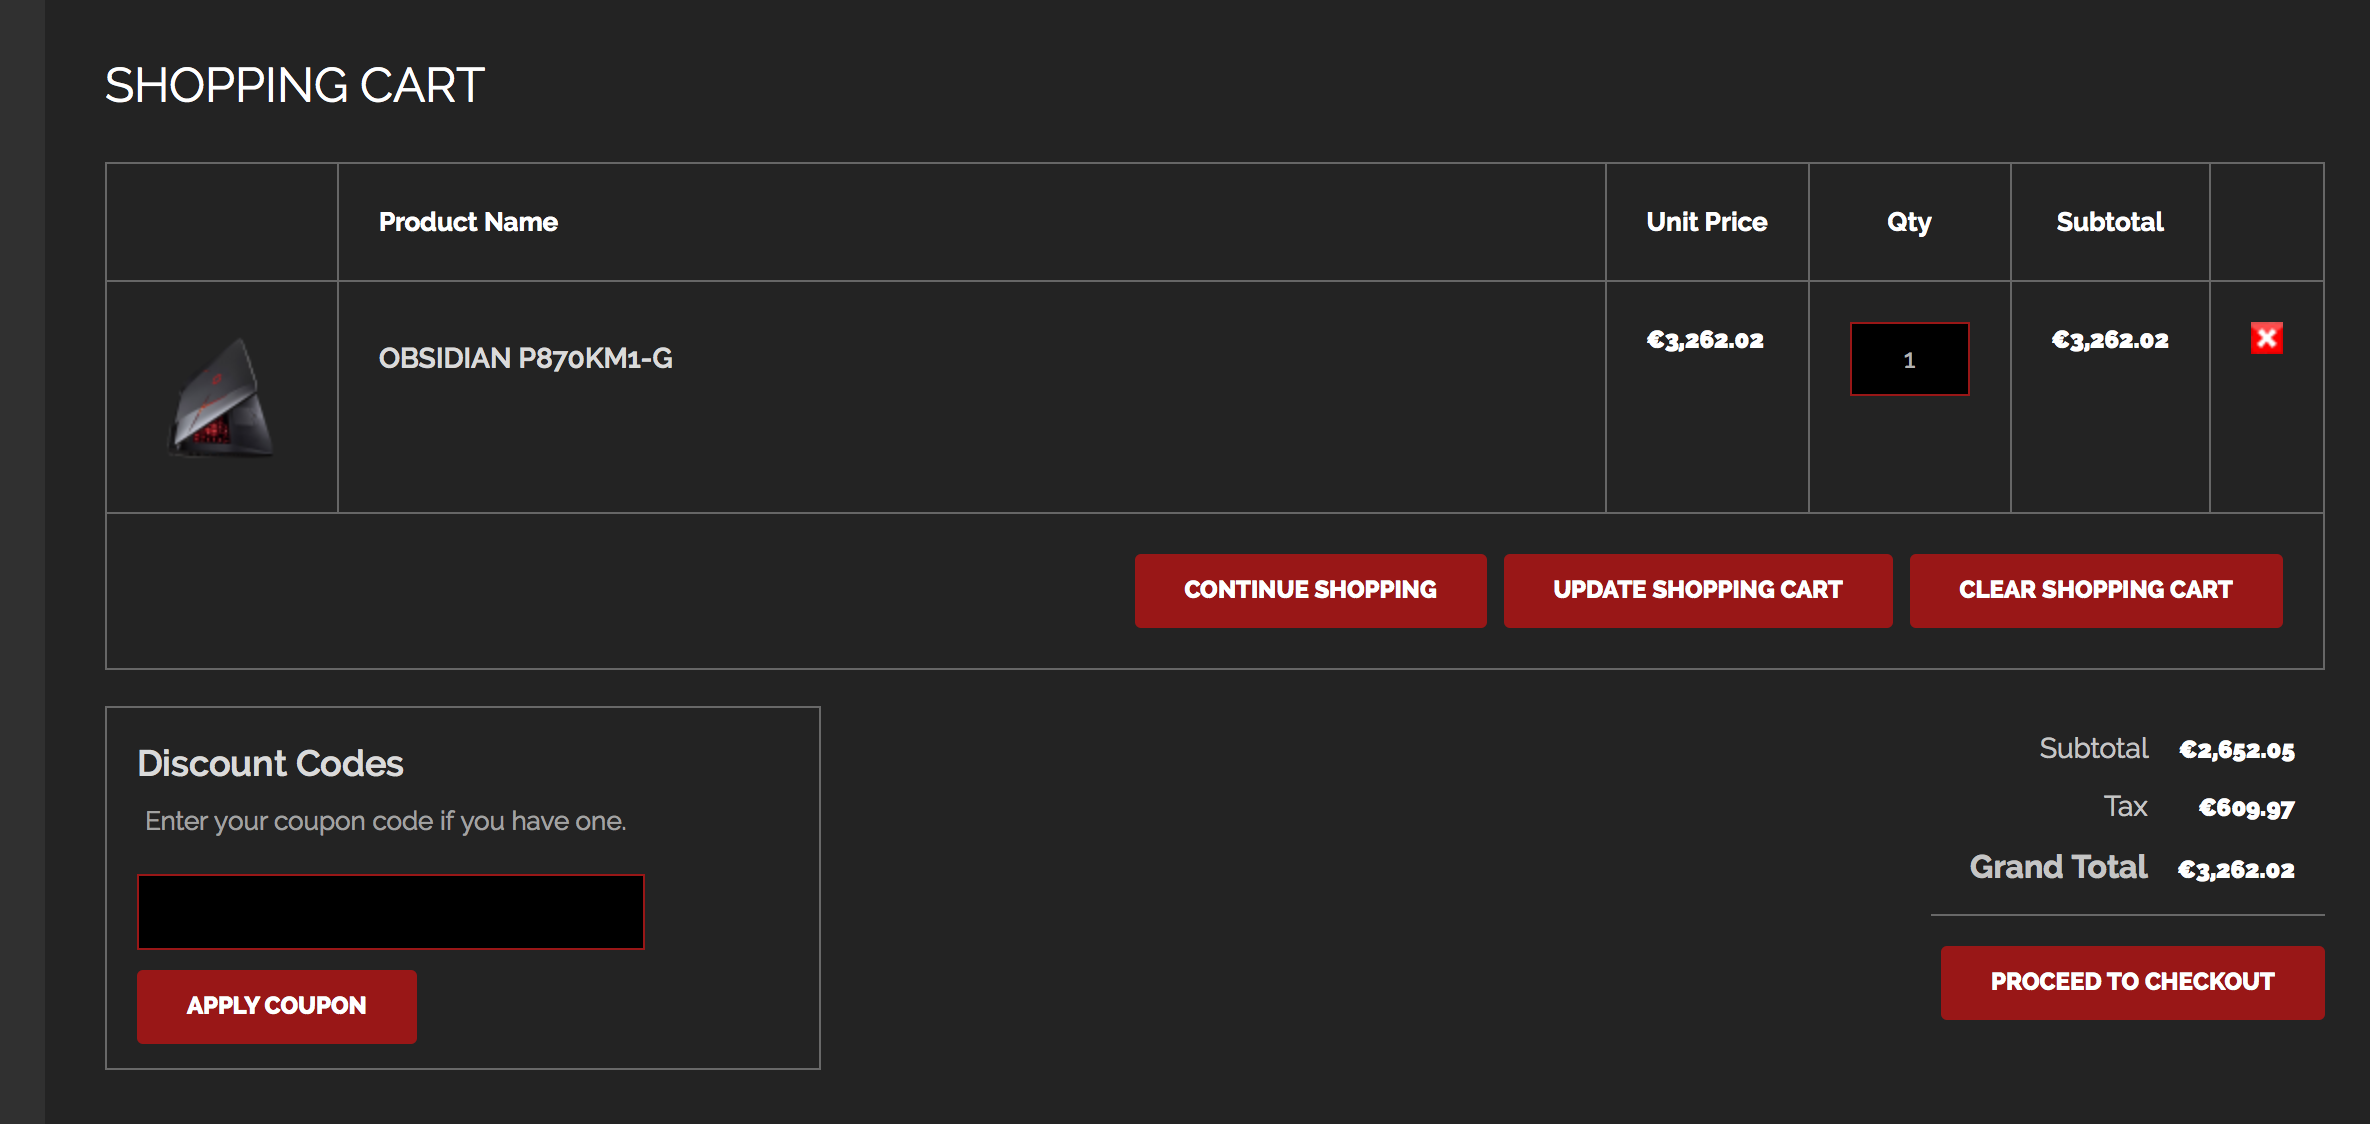 SHOPPING CART
Product Name Unit Price Qty Subtotal
OBSIDIAN P870KM1-G €3,262.02 1 €3,262.02
CONTINUE SHOPPING UPDATE SHOPPING CART CLEAR SHOPPING CART
Discount Codes
Enter your coupon code if you have one.
APPLY COUPON
Subtotal €2,652.05
Tax €609.97
Grand Total €3,262.02
PROCEED TO CHECKOUT